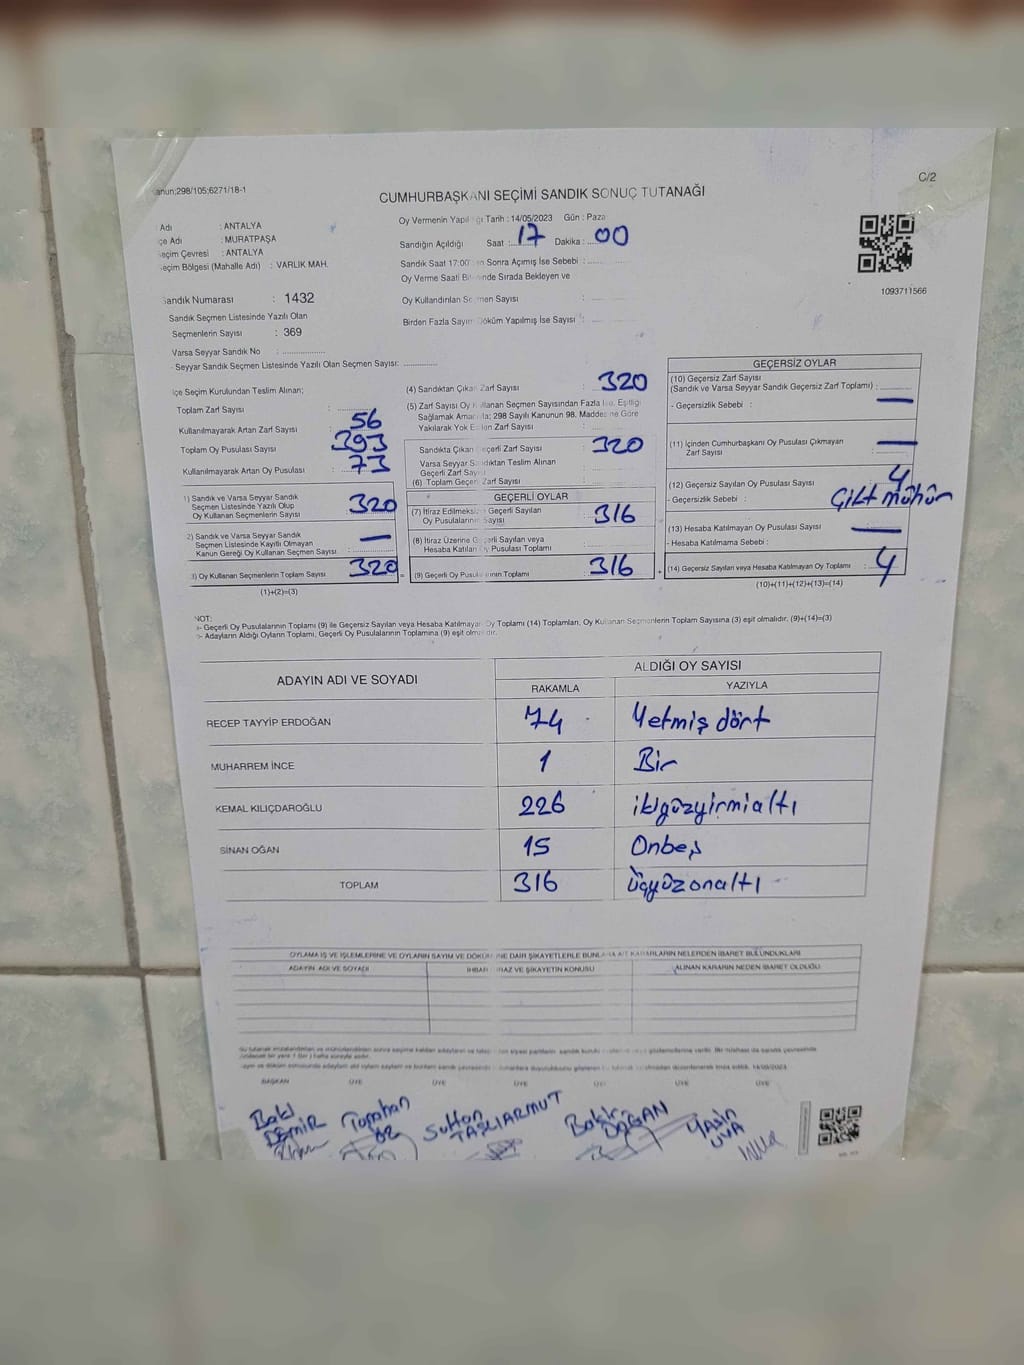 anun:298/105;6271/18-1
C/2
CUMHURBAŞKANI SEÇİMİ SANDIK SONUÇ TUTANAĞI
Adı : ANTALYA
çe Adı : MURATPAŞA
eçim Çevresi : ANTALYA
eçim Bölgesi (Mahalle Adı) : VARLIK MAH.
Sandık Numarası : 1432
Sandık Seçmen Listesinde Yazılı Olan
Seçmenlerin Sayısı : 369
Varsa Seyyar Sandık No :
- Seyyar Sandık Seçmen Listesinde Yazılı Olan Seçmen Sayısı:
Oy Vermenin Yapıldığı Tarih : 14/05/2023 Gün : Paza
Sandığın Açıldığı Saat : 17 Dakika : 00
Sandık Saat 17:00'den Sonra Açımış İse Sebebi :
Oy Verme Saati Bitiminde Sırada Bekleyen ve
Oy Kullandırılan Seçmen Sayısı :
Birden Fazla Sayım Döküm Yapılmış İse Sayısı :
1093711566
lçe Seçim Kurulundan Teslim Alınan;
Toplam Zarf Sayısı :
Kullanılmayarak Artan Zarf Sayısı : 56
Toplam Oy Pusulası Sayısı : 393
Kullanılmayarak Artan Oy Pusulası : 73
1) Sandık ve Varsa Seyyar Sandık
Seçmen Listesinde Yazılı Olup
Oy Kullanan Seçmenlerin Sayısı : 320
2) Sandık ve Varsa Seyyar Sandık
Seçmen Listesinde Kayıtlı Olmayan
Kanun Gereği Oy Kullanan Seçmen Sayısı : —
3) Oy Kullanan Seçmenlerin Toplam Sayısı : 320
(1)+(2)=(3)
(4) Sandıktan Çıkan Zarf Sayısı : 320
(5) Zarf Sayısı Oy Kullanan Seçmen Sayısından Fazla İse, Eşitliği
Sağlamak Amacıyla; 298 Sayılı Kanunun 98. Maddesine Göre
Yakılarak Yok Edilen Zarf Sayısı :
Sandıkta Çıkan Geçerli Zarf Sayısı : 320
Varsa Seyyar Sandıktan Teslim Alınan
Geçerli Zarf Sayısı
(6) Toplam Geçerli Zarf Sayısı :
GEÇERLİ OYLAR
(7) İtiraz Edilmeksizin Geçerli Sayılan
Oy Pusulalarının Sayısı : 316
(8) İtiraz Üzerine Geçerli Sayılan veya
Hesaba Katılan Oy Pusulası Toplamı :
(9) Geçerli Oy Pusulalarının Toplamı : 316
GEÇERSİZ OYLAR
(10) Geçersiz Zarf Sayısı
(Sandık ve Varsa Seyyar Sandık Geçersiz Zarf Toplamı) :
- Geçersizlik Sebebi : —
(11) İçinden Cumhurbaşkanı Oy Pusulası Çıkmayan
Zarf Sayısı : —
(12) Geçersiz Sayılan Oy Pusulası Sayısı : 4
- Geçersizlik Sebebi : Çilt mühür
(13) Hesaba Katılmayan Oy Pusulası Sayısı : —
- Hesaba Katılmama Sebebi :
(14) Geçersiz Sayılan veya Hesaba Katılmayan Oy Toplamı : 4
(10)+(11)+(12)+(13)=(14)
NOT:
a- Geçerli Oy Pusulalarının Toplamı (9) ile Geçersiz Sayılan veya Hesaba Katılmayan Oy Toplamı (14) Toplamları, Oy Kullanan Seçmenlerin Toplam Sayısına (3) eşit olmalıdır. (9)+(14)=(3)
b- Adayların Aldığı Oyların Toplamı, Geçerli Oy Pusulalarının Toplamına (9) eşit olmalıdır.
ADAYIN ADI VE SOYADI ALDIĞI OY SAYISI
RAKAMLA YAZIYLA
RECEP TAYYİP ERDOĞAN 74 Yetmiş dört
MUHARREM İNCE 1 Bir
KEMAL KILIÇDAROĞLU 226 ikigüzyirmialtı
SİNAN OĞAN 15 Onbeş
TOPLAM 316 Üçyüzonaltı
OYLAMA İŞ VE İŞLEMLERİNE VE OYLARIN SAYIM VE DÖKÜMÜNE DAİR ŞİKAYETLERLE BUNLARA AİT KARARLARIN NELERDEN İBARET BULUNDUKLARI
ADAYIN ADI VE SOYADI İHBAR İTİRAZ VE ŞİKAYETİN KONUSU ALINAN KARARIN NEDEN İBARET OLDUĞU
BAŞKAN ÜYE ÜYE ÜYE ÜYE ÜYE ÜYE
Baki DEMİR
Sultan TAŞLIARMUT
Bekir DOĞAN
Yasin UVA